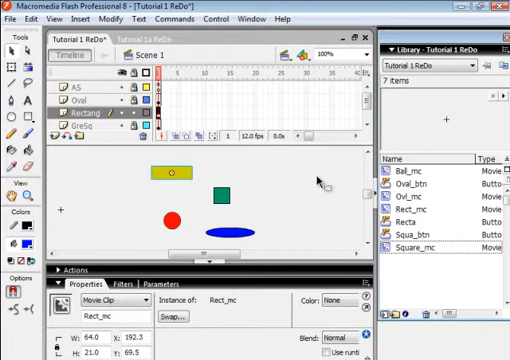 Macromedia Flash Professional 8 - [Tutorial 1 ReDo*]
File Edit View Insert Modify Text Commands Control Window Help
Tools
Tutorial 1 ReDo* Tutorial 1a ReDo*
Timeline Scene 1 100%
1 5 10 15 20 25 30 35 40
AS
Oval
Rectang
GreSq
1 12.0 fps 0.0s
View
Colors
Options
Actions
Properties Filters Parameters
Movie Clip Instance of: Rect_mc Color: None
Rect_mc Swap...
W: 64.0 X: 192.3 Blend: Normal
H: 21.0 Y: 69.5 Use runti
Library - Tutorial 1 ReDo*
Tutorial 1 ReDo*
7 items
Name Type
Ball_mc Movie
Oval_btn Butto
Ovl_mc Movie
Rect_mc Movie
Recta Butto
Squa_btn Butto
Square_mc Movie